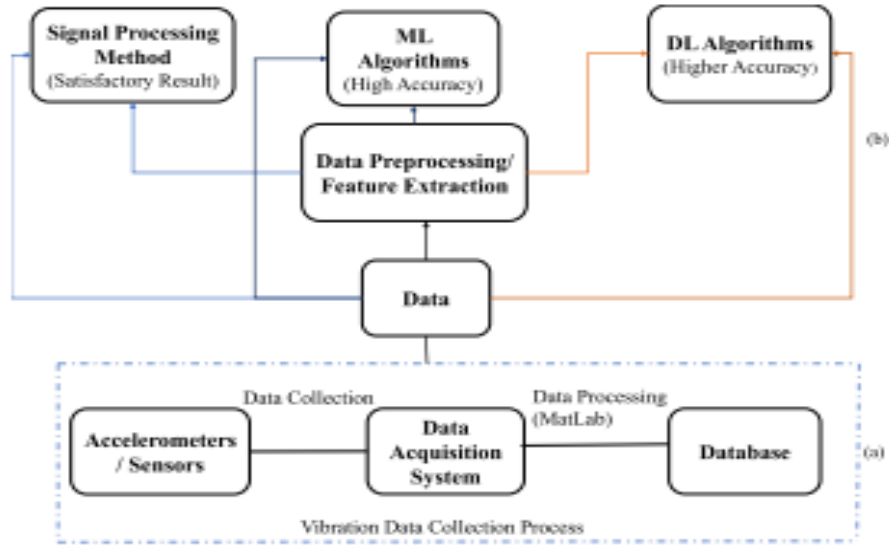 Signal Processing
Method
(Satisfactory Result)
ML
Algorithms
(High Accuracy)
DL Algorithms
(Higher Accuracy)
(b)
Data Preprocessing/
Feature Extraction
Data
Data Collection
Data Processing
(MatLab)
Accelerometers
/ Sensors
Data
Acquisition
System
Database
(a)
Vibration Data Collection Process